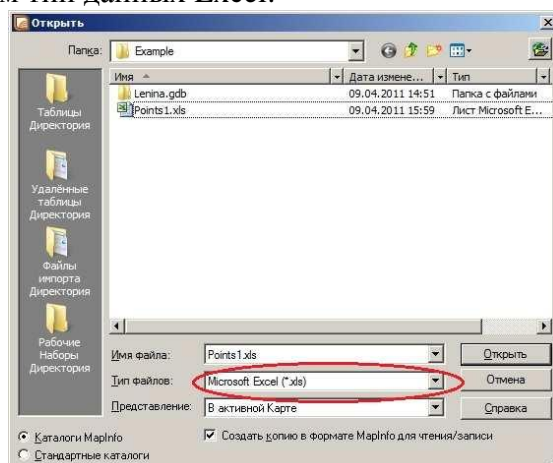 м тип данных Excel.
Открыть
Папка: Example
Имя Дата измене... Тип
Lenina.gdb 09.04.2011 14:51 Папка с файлами
Points1.xls 09.04.2011 15:59 Лист Microsoft E...
Таблицы
Директория
Удалённые
таблицы
Директория
Файлы
импорта
Директория
Рабочие
Наборы
Директория
Имя файла: Points1.xls Открыть
Тип файлов: Microsoft Excel (*.xls) Отмена
Представление: В активной Карте Справка
Каталоги MapInfo
Создать копию в формате MapInfo для чтения/записи
Стандартные каталоги